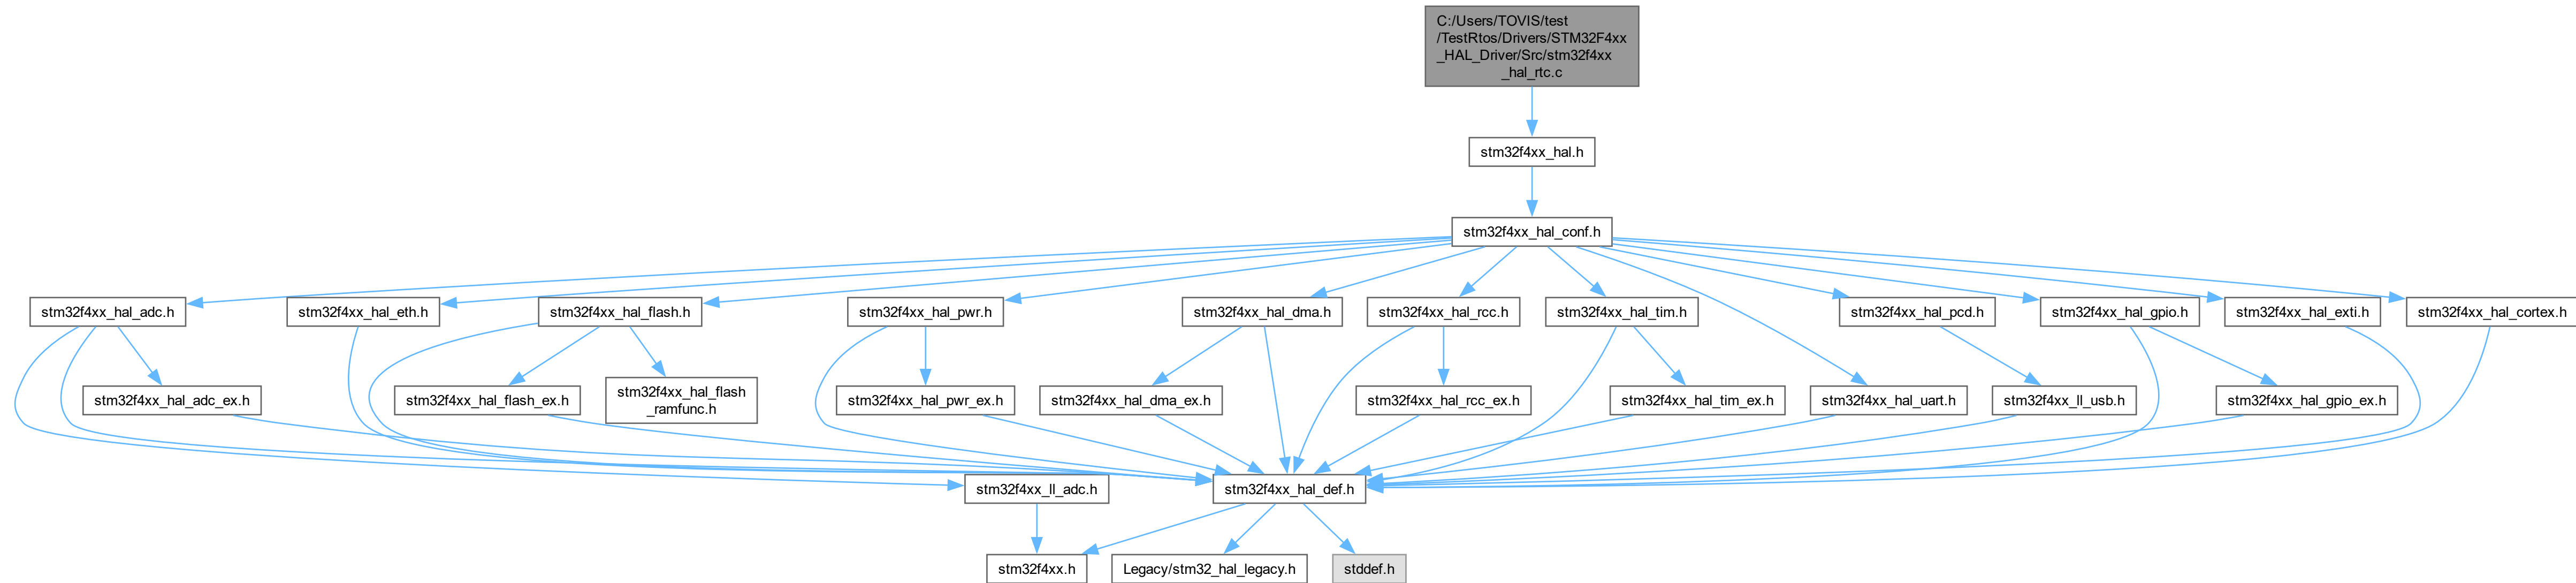 C:/Users/TOVIS/test
/TestRtos/Drivers/STM32F4xx
_HAL_Driver/Src/stm32f4xx
_hal_rtc.c
stm32f4xx_hal.h
stm32f4xx_hal_conf.h
stm32f4xx_hal_adc.h
stm32f4xx_hal_eth.h
stm32f4xx_hal_flash.h
stm32f4xx_hal_pwr.h
stm32f4xx_hal_dma.h
stm32f4xx_hal_rcc.h
stm32f4xx_hal_tim.h
stm32f4xx_hal_pcd.h
stm32f4xx_hal_gpio.h
stm32f4xx_hal_exti.h
stm32f4xx_hal_cortex.h
stm32f4xx_hal_adc_ex.h
stm32f4xx_hal_flash_ex.h
stm32f4xx_hal_flash
_ramfunc.h
stm32f4xx_hal_pwr_ex.h
stm32f4xx_hal_dma_ex.h
stm32f4xx_hal_rcc_ex.h
stm32f4xx_hal_tim_ex.h
stm32f4xx_hal_uart.h
stm32f4xx_ll_usb.h
stm32f4xx_hal_gpio_ex.h
stm32f4xx_ll_adc.h
stm32f4xx_hal_def.h
stm32f4xx.h
Legacy/stm32_hal_legacy.h
stddef.h